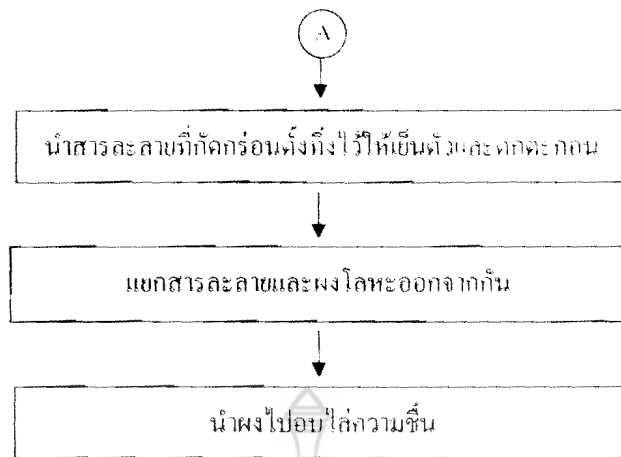 A
นำสารละลายที่กัดกร่อนตั้งทิ้งไว้ให้เย็นตัวและตกตะกอน
แยกสารละลายและผงโลหะออกจากกัน
นำผงไปอบไล่ความชื้น